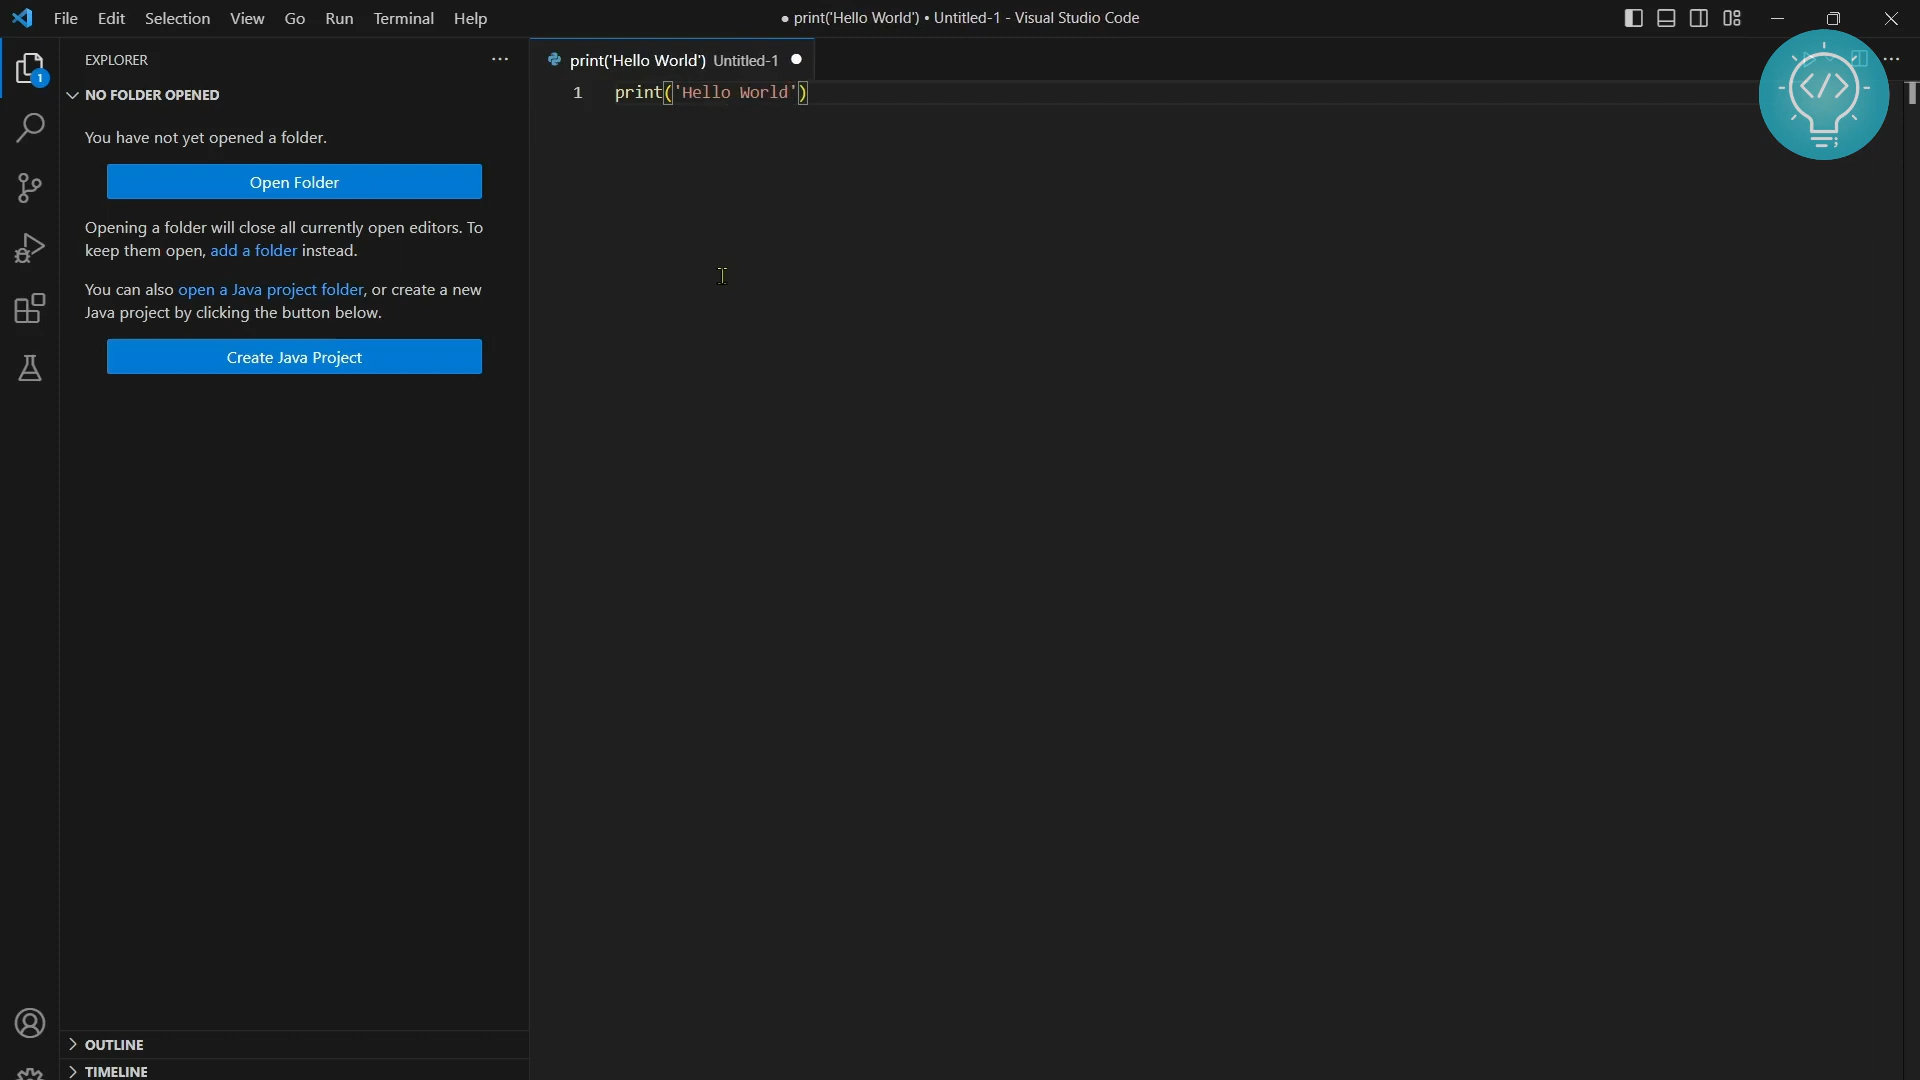 File Edit Selection View Go Run Terminal Help
● print('Hello World') • Untitled-1 - Visual Studio Code
EXPLORER
print('Hello World') Untitled-1
1
NO FOLDER OPENED
1 print('Hello World')
You have not yet opened a folder.
Open Folder
Opening a folder will close all currently open editors. To
keep them open, add a folder instead.
You can also open a Java project folder, or create a new
Java project by clicking the button below.
Create Java Project
OUTLINE
TIMELINE